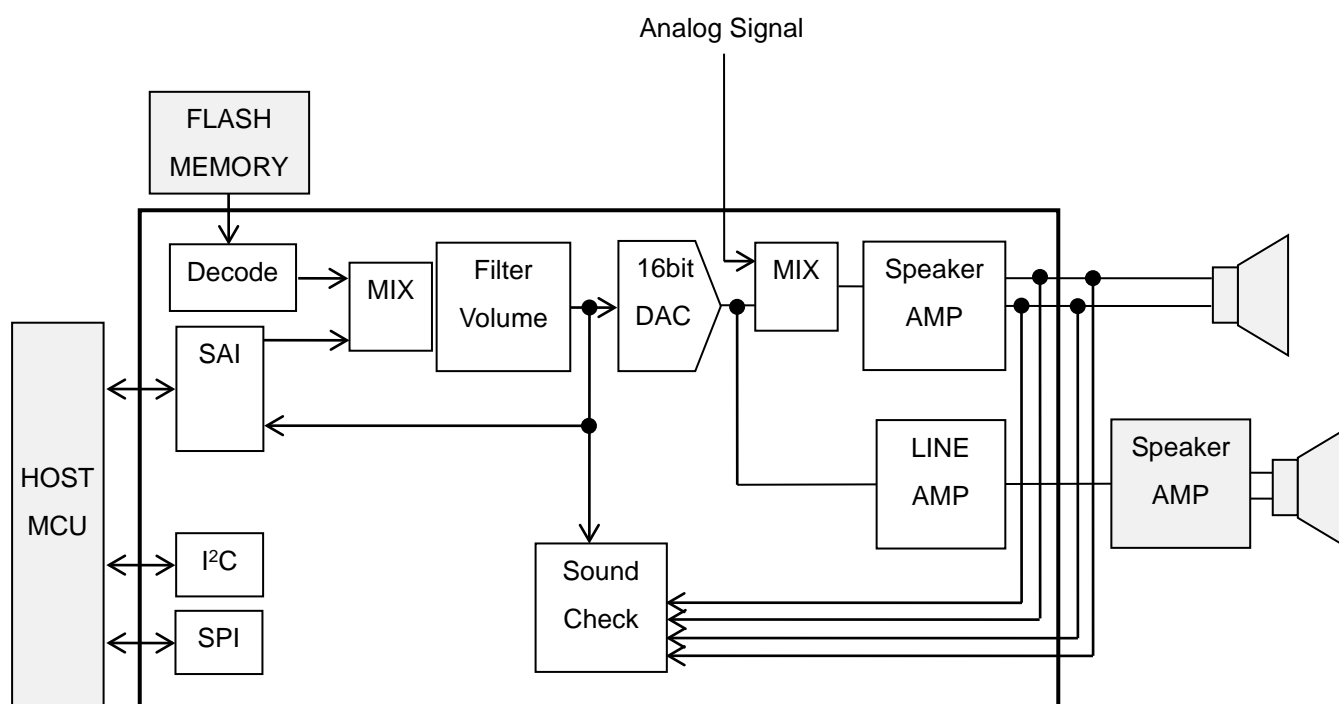 Analog Signal
FLASH
MEMORY
Decode
MIX
Filter
Volume
16bit
DAC
MIX
Speaker
AMP
SAI
HOST
MCU
LINE
AMP
Speaker
AMP
I²C
SPI
Sound
Check